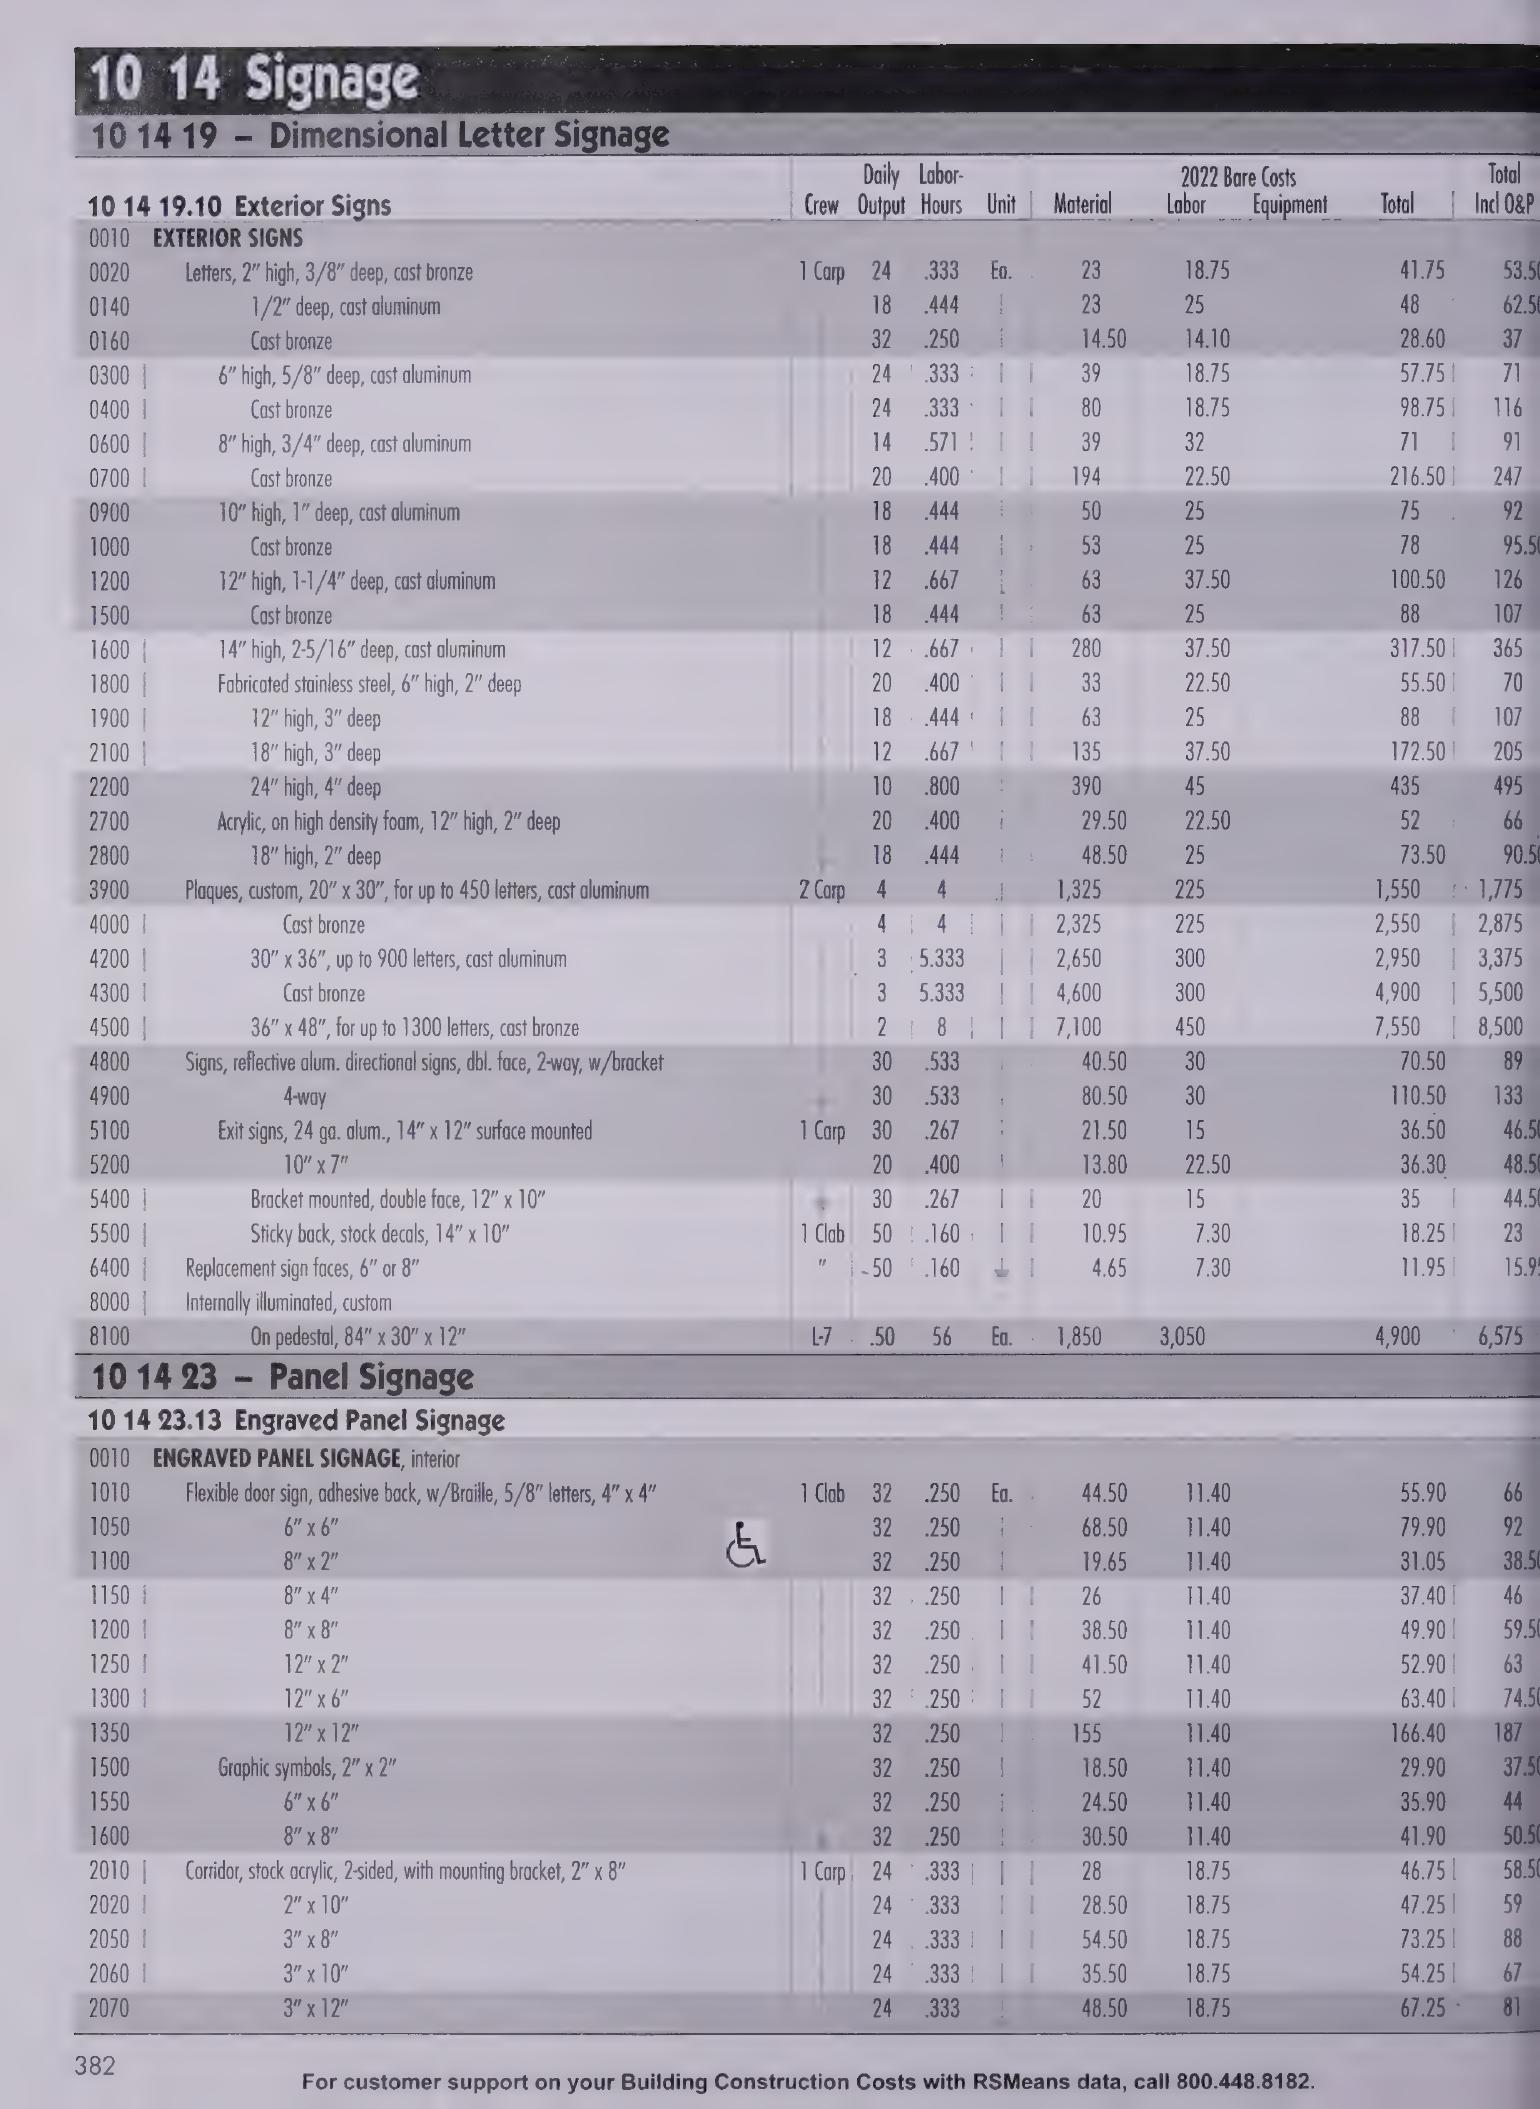 10 14 Signage
10 14 19 – Dimensional Letter Signage
Daily Labor- 2022 Bare Costs Total
10 14 19.10 Exterior Signs Crew Output Hours Unit Material Labor Equipment Total Incl O&P
0010 EXTERIOR SIGNS
0020 Letters, 2" high, 3/8" deep, cast bronze 1 Carp 24 .333 Ea. 23 18.75 41.75 53.5
0140 1/2" deep, cast aluminum 18 .444 23 25 48 62.5
0160 Cast bronze 32 .250 14.50 14.10 28.60 37
0300 6" high, 5/8" deep, cast aluminum 24 .333 39 18.75 57.75 71
0400 Cast bronze 24 .333 80 18.75 98.75 116
0600 8" high, 3/4" deep, cast aluminum 14 .571 39 32 71 91
0700 Cast bronze 20 .400 194 22.50 216.50 247
0900 10" high, 1" deep, cast aluminum 18 .444 50 25 75 92
1000 Cast bronze 18 .444 53 25 78 95.5
1200 12" high, 1-1/4" deep, cast aluminum 12 .667 63 37.50 100.50 126
1500 Cast bronze 18 .444 63 25 88 107
1600 14" high, 2-5/16" deep, cast aluminum 12 .667 280 37.50 317.50 365
1800 Fabricated stainless steel, 6" high, 2" deep 20 .400 33 22.50 55.50 70
1900 12" high, 3" deep 18 .444 63 25 88 107
2100 18" high, 3" deep 12 .667 135 37.50 172.50 205
2200 24" high, 4" deep 10 .800 390 45 435 495
2700 Acrylic, on high density foam, 12" high, 2" deep 20 .400 29.50 22.50 52 66
2800 18" high, 2" deep 18 .444 48.50 25 73.50 90.5
3900 Plaques, custom, 20" x 30", for up to 450 letters, cast aluminum 2 Carp 4 4 1,325 225 1,550 1,775
4000 Cast bronze 4 4 2,325 225 2,550 2,875
4200 30" x 36", up to 900 letters, cast aluminum 3 5.333 2,650 300 2,950 3,375
4300 Cast bronze 3 5.333 4,600 300 4,900 5,500
4500 36" x 48", for up to 1300 letters, cast bronze 2 8 7,100 450 7,550 8,500
4800 Signs, reflective alum. directional signs, dbl. face, 2-way, w/bracket 30 .533 40.50 30 70.50 89
4900 4-way 30 .533 80.50 30 110.50 133
5100 Exit signs, 24 ga. alum., 14" x 12" surface mounted 1 Carp 30 .267 21.50 15 36.50 46.5
5200 10" x 7" 20 .400 13.80 22.50 36.30 48.5
5400 Bracket mounted, double face, 12" x 10" 30 .267 20 15 35 44.5
5500 Sticky back, stock decals, 14" x 10" 1 Clab 50 .160 10.95 7.30 18.25 23
6400 Replacement sign faces, 6" or 8" " 50 .160 4.65 7.30 11.95 15.9
8000 Internally illuminated, custom
8100 On pedestal, 84" x 30" x 12" L-7 .50 56 Ea. 1,850 3,050 4,900 6,575
10 14 23 – Panel Signage
10 14 23.13 Engraved Panel Signage
0010 ENGRAVED PANEL SIGNAGE, interior
1010 Flexible door sign, adhesive back, w/Braille, 5/8" letters, 4" x 4" 1 Clab 32 .250 Ea. 44.50 11.40 55.90 66
1050 6" x 6" 32 .250 68.50 11.40 79.90 92
1100 8" x 2" 32 .250 19.65 11.40 31.05 38.5
1150 8" x 4" 32 .250 26 11.40 37.40 46
1200 8" x 8" 32 .250 38.50 11.40 49.90 59.5
1250 12" x 2" 32 .250 41.50 11.40 52.90 63
1300 12" x 6" 32 .250 52 11.40 63.40 74.5
1350 12" x 12" 32 .250 155 11.40 166.40 187
1500 Graphic symbols, 2" x 2" 32 .250 18.50 11.40 29.90 37.5
1550 6" x 6" 32 .250 24.50 11.40 35.90 44
1600 8" x 8" 32 .250 30.50 11.40 41.90 50.5
2010 Corridor, stock acrylic, 2-sided, with mounting bracket, 2" x 8" 1 Carp 24 .333 28 18.75 46.75 58.5
2020 2" x 10" 24 .333 28.50 18.75 47.25 59
2050 3" x 8" 24 .333 54.50 18.75 73.25 88
2060 3" x 10" 24 .333 35.50 18.75 54.25 67
2070 3" x 12" 24 .333 48.50 18.75 67.25 81
382
For customer support on your Building Construction Costs with RSMeans data, call 800.448.8182.